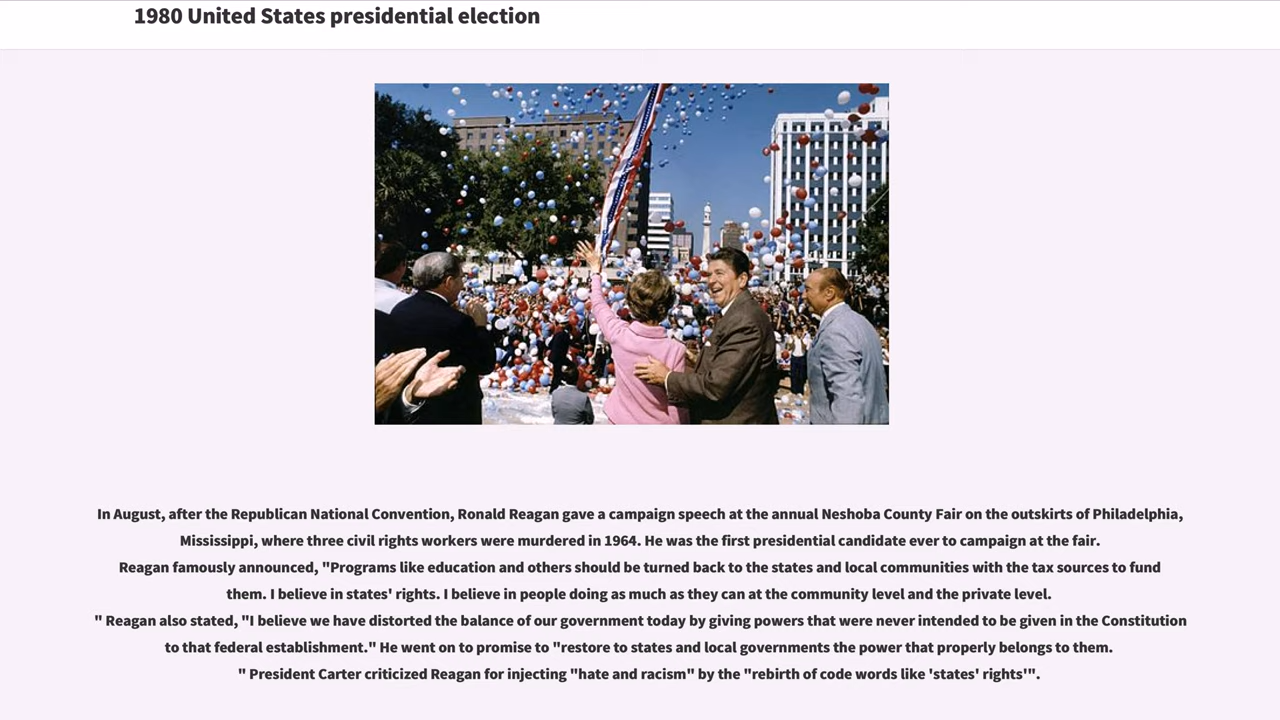 1980 United States presidential election
In August, after the Republican National Convention, Ronald Reagan gave a campaign speech at the annual Neshoba County Fair on the outskirts of Philadelphia,
Mississippi, where three civil rights workers were murdered in 1964. He was the first presidential candidate ever to campaign at the fair.
Reagan famously announced, "Programs like education and others should be turned back to the states and local communities with the tax sources to fund
them. I believe in states' rights. I believe in people doing as much as they can at the community level and the private level.
" Reagan also stated, "I believe we have distorted the balance of our government today by giving powers that were never intended to be given in the Constitution
to that federal establishment." He went on to promise to "restore to states and local governments the power that properly belongs to them.
" President Carter criticized Reagan for injecting "hate and racism" by the "rebirth of code words like 'states' rights'".